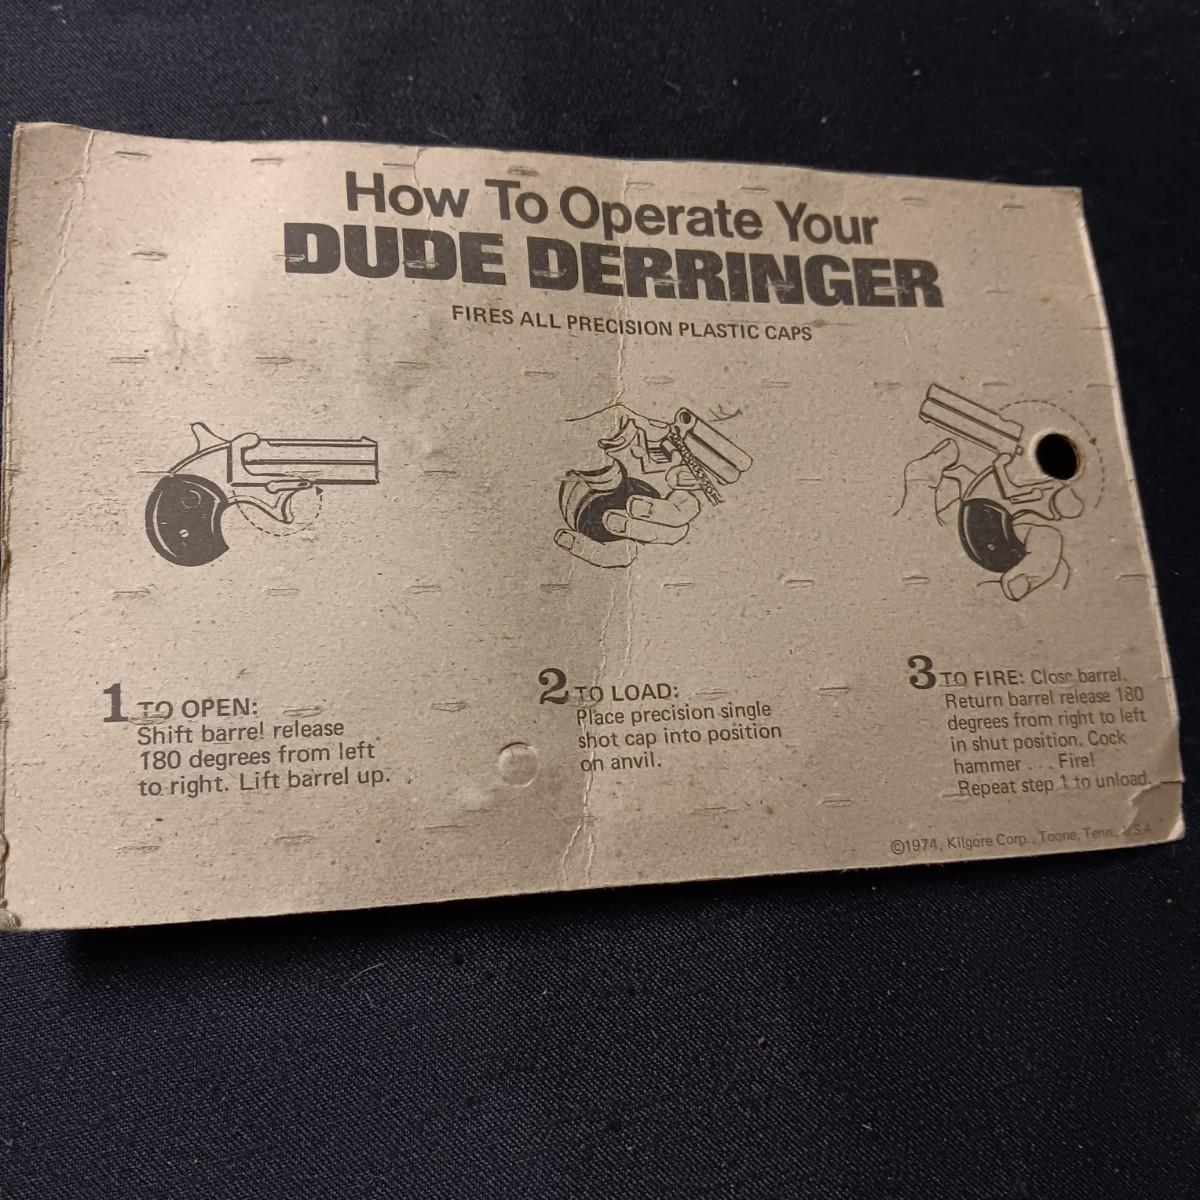 How To Operate Your
DUDE DERRINGER
FIRES ALL PRECISION PLASTIC CAPS
1 TO OPEN:
Shift barrel release
180 degrees from left
to right. Lift barrel up.
2 TO LOAD:
Place precision single
shot cap into position
on anvil.
3 TO FIRE: Close barrel.
Return barrel release 180
degrees from right to left
in shut position. Cock
hammer . . . Fire!
Repeat step 1 to unload.
©1974, Kilgore Corp., Toone, Tenn., U.S.A.